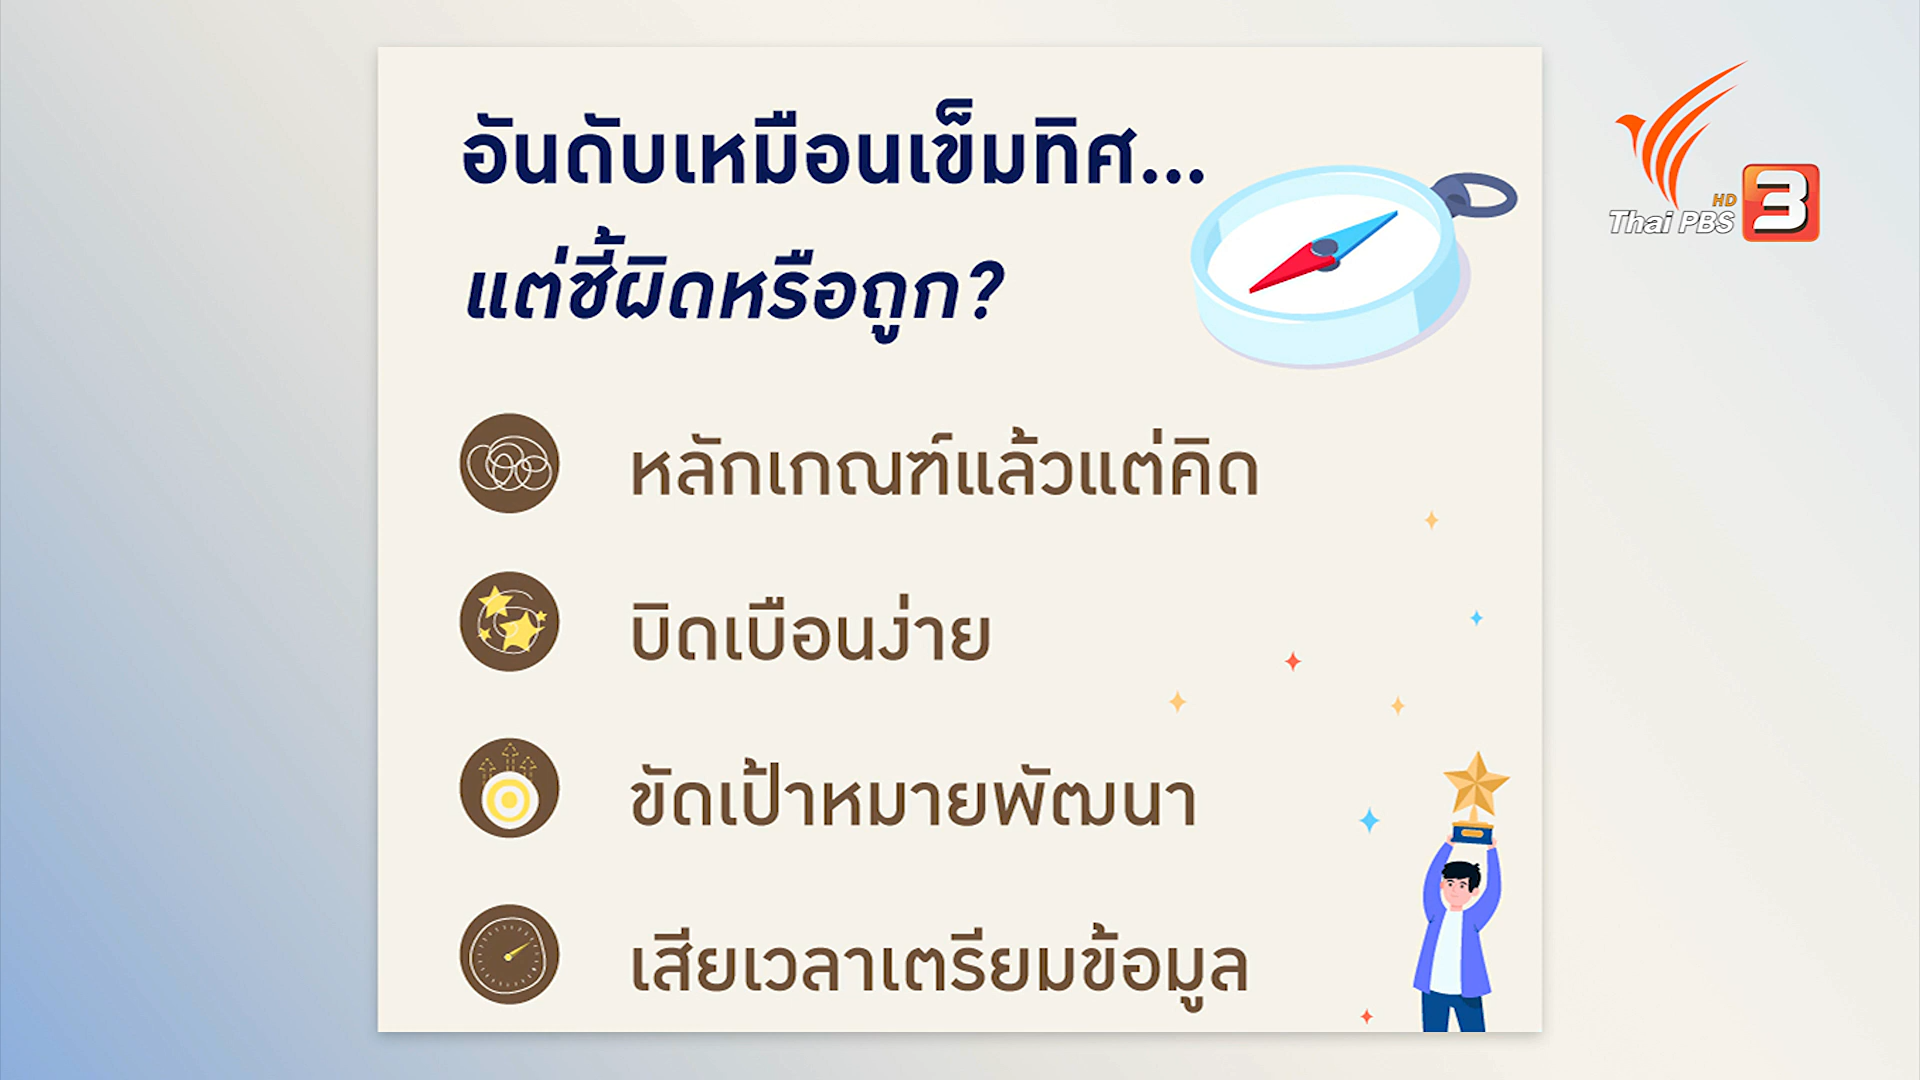 อันดับเหมือนเข็มทิศ...
แต่ชี้ผิดหรือถูก?
หลักเกณฑ์แล้วแต่คิด
บิดเบือนง่าย
ขัดเป้าหมายพัฒนา
เสียเวลาเตรียมข้อมูล
HD
Thai PBS 3